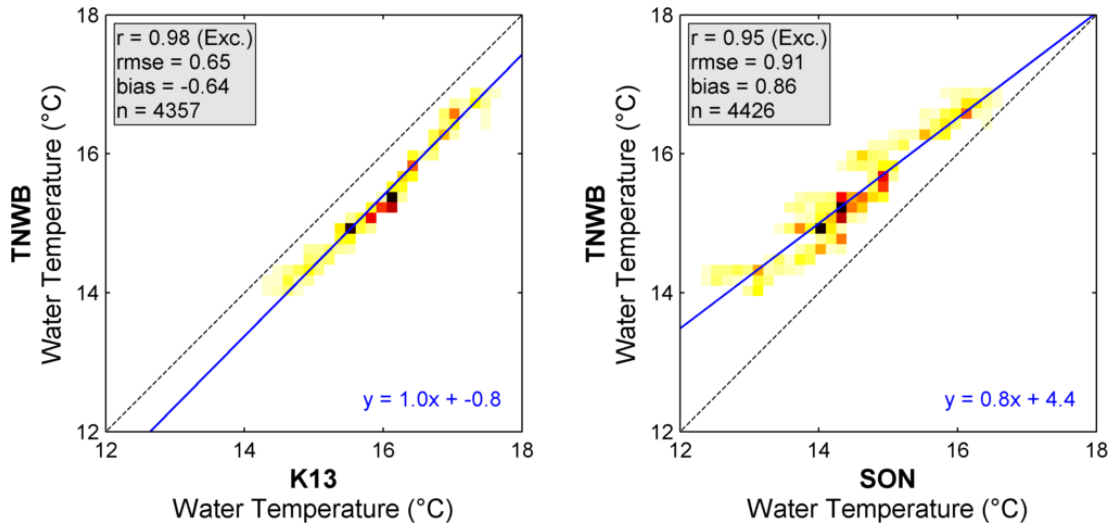 18
16
14
12
TNWB
Water Temperature (°C)
r = 0.98 (Exc.)
rmse = 0.65
bias = -0.64
n = 4357
y = 1.0x + -0.8
12
14
16
18
K13
Water Temperature (°C)
18
16
14
12
TNWB
Water Temperature (°C)
r = 0.95 (Exc.)
rmse = 0.91
bias = 0.86
n = 4426
y = 0.8x + 4.4
12
14
16
18
SON
Water Temperature (°C)